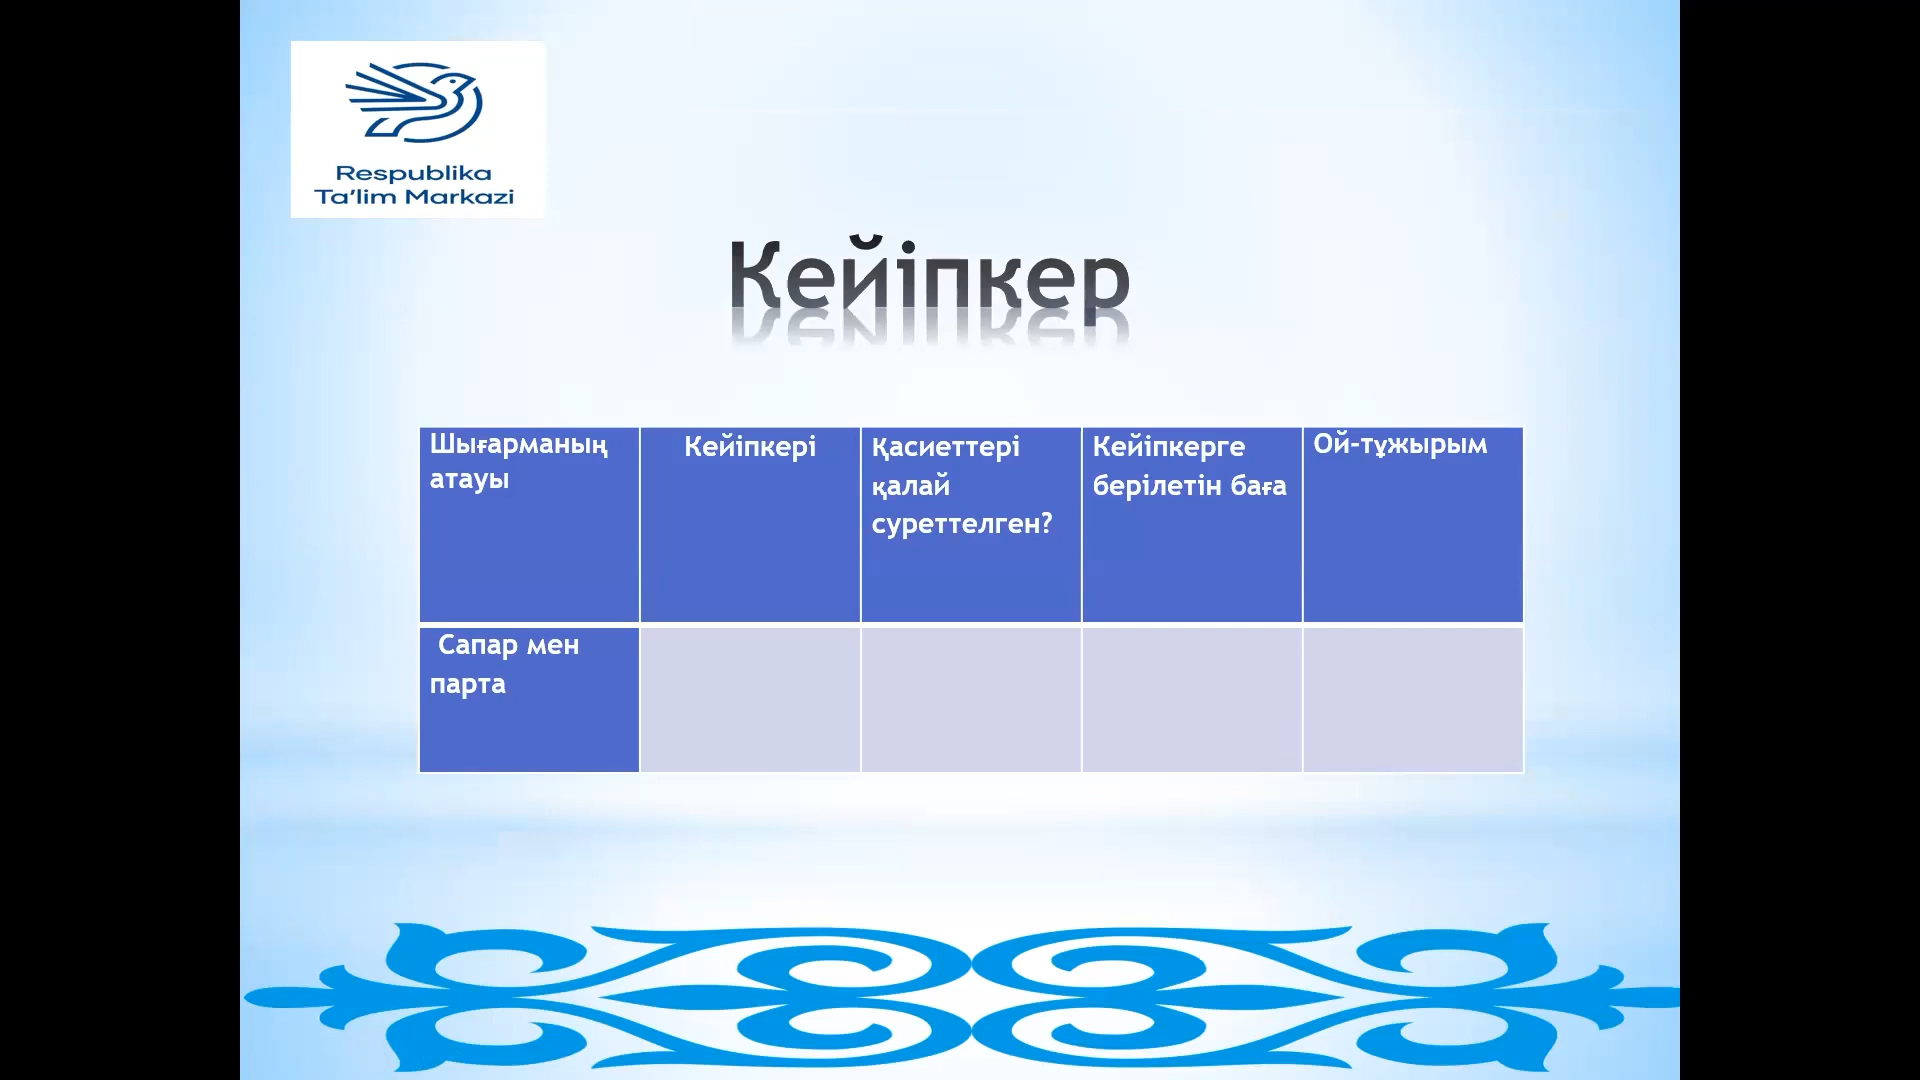 Respublika
Ta’lim Markazi
Кейіпкер
Шығарманың
атауы
Кейіпкері
Қасиеттері
қалай
суреттелген?
Кейіпкерге
берілетін баға
Ой-тұжырым
Сапар мен
парта